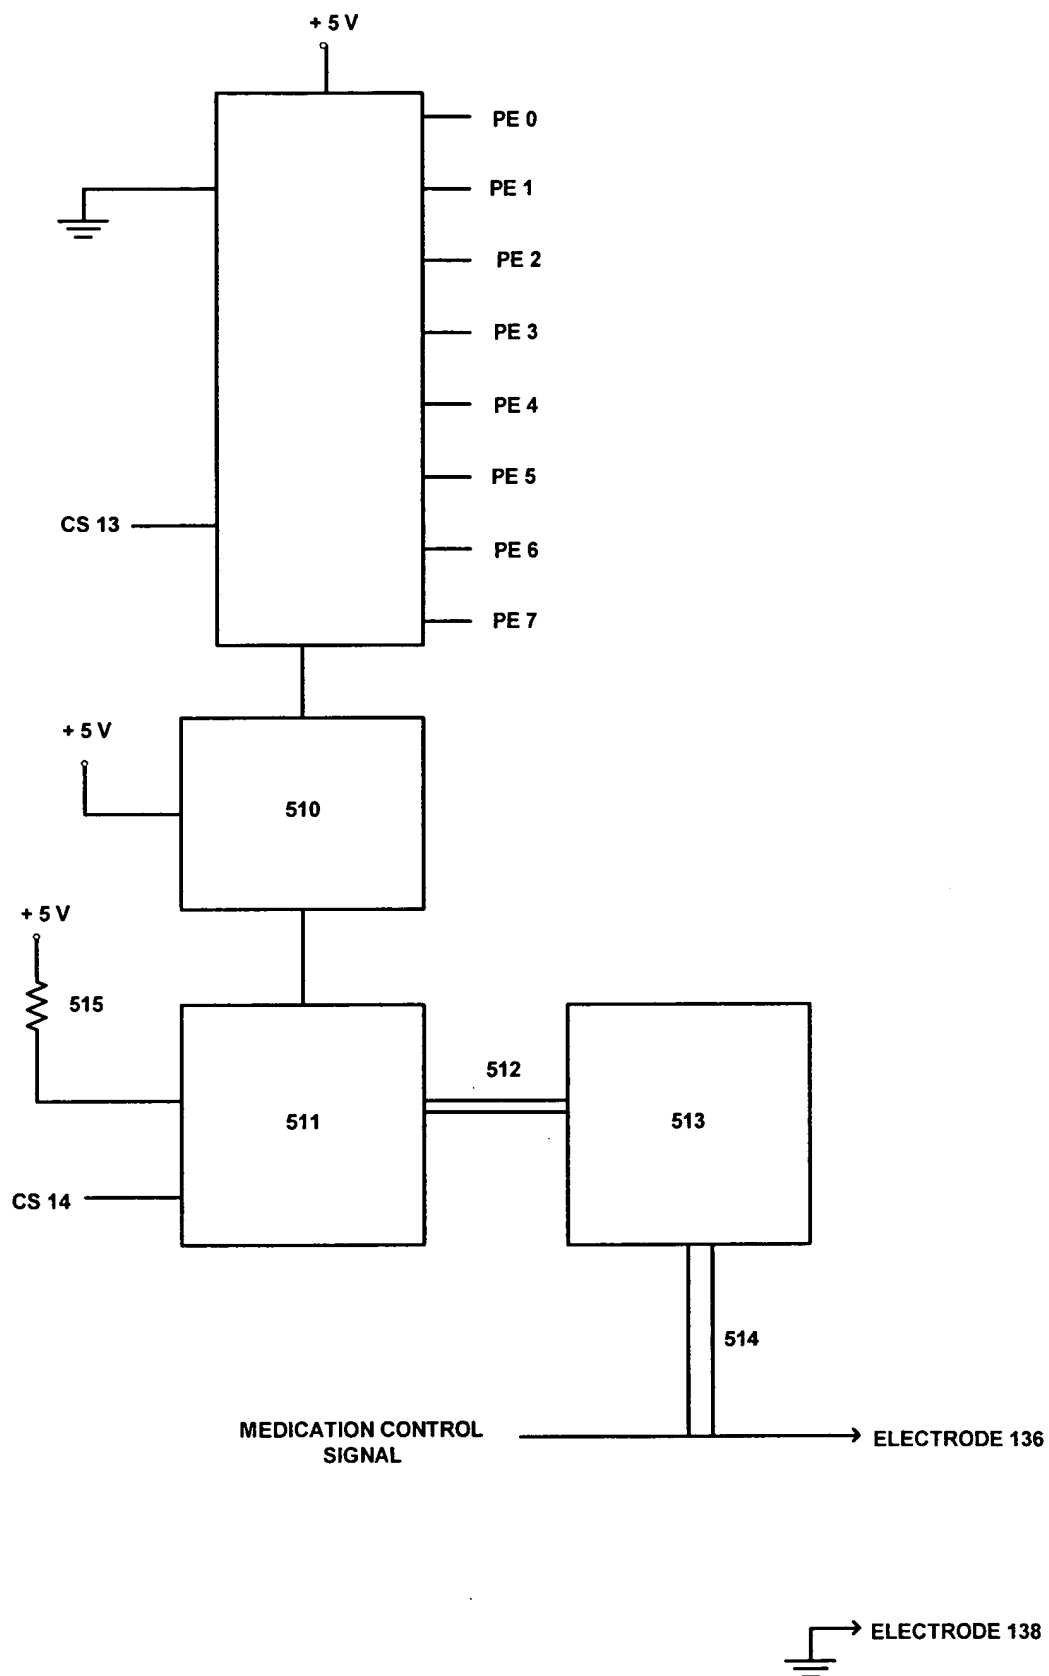 + 5 V
PE 0
PE 1
PE 2
PE 3
PE 4
PE 5
CS 13
PE 6
PE 7
+ 5 V
510
+ 5 V
515
512
511
513
CS 14
514
MEDICATION CONTROL
SIGNAL
ELECTRODE 136
ELECTRODE 138